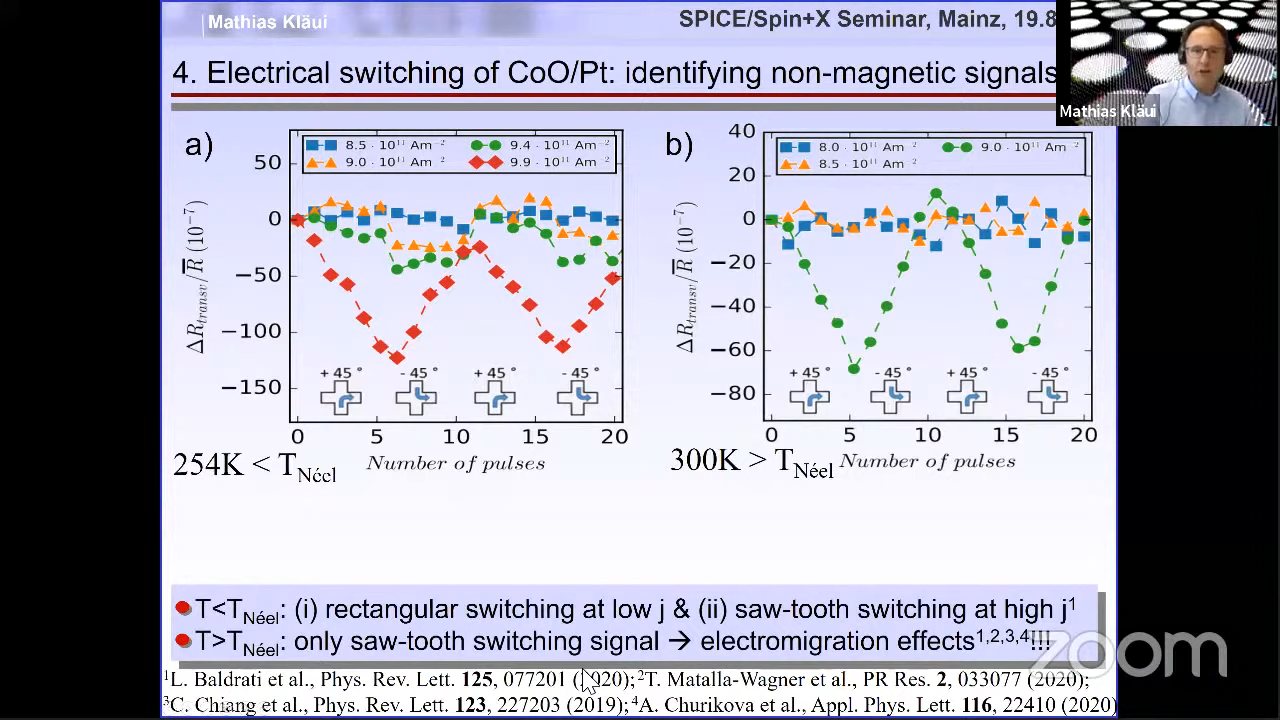 Mathias Kläui
SPICE/Spin+X Seminar, Mainz, 19.8
4. Electrical switching of CoO/Pt: identifying non-magnetic signals
Mathias Kläui
a)
8.5 · 10¹¹ Am⁻²
9.4 · 10¹¹ Am⁻²
9.0 · 10¹¹ Am⁻²
9.9 · 10¹¹ Am⁻²
50
0
−50
−100
−150
ΔR_transv/R̅ (10⁻⁷)
+ 45 °
- 45 °
+ 45 °
- 45 °
0 5 10 15 20
Number of pulses
254K < T_Néel
b)
8.0 · 10¹¹ Am⁻²
9.0 · 10¹¹ Am⁻²
8.5 · 10¹¹ Am⁻²
40
20
0
−20
−40
−60
−80
ΔR_transv/R̅ (10⁻⁷)
+ 45 °
- 45 °
+ 45 °
- 45 °
0 5 10 15 20
Number of pulses
300K > T_Néel
T<T_Néel: (i) rectangular switching at low j & (ii) saw-tooth switching at high j¹
T>T_Néel: only saw-tooth switching signal → electromigration effects¹,²,³,⁴!!!
zoom
¹L. Baldrati et al., Phys. Rev. Lett. 125, 077201 (2020); ²T. Matalla-Wagner et al., PR Res. 2, 033077 (2020);
³C. Chiang et al., Phys. Rev. Lett. 123, 227203 (2019); ⁴A. Churikova et al., Appl. Phys. Lett. 116, 22410 (2020)